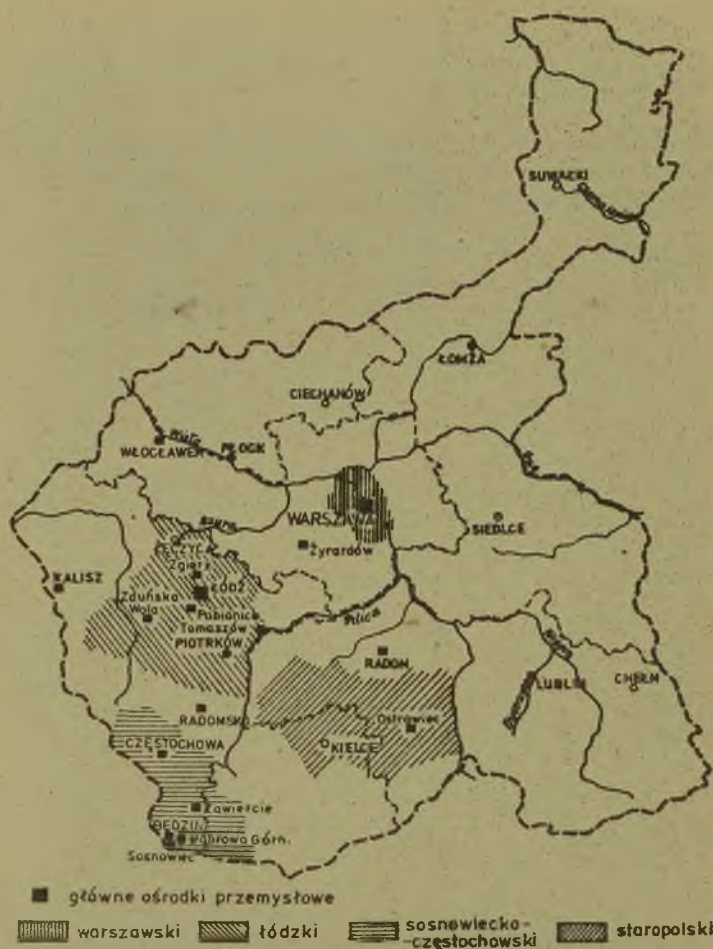 SUWAŁKI
ŁOMŻA
CIECHANÓW
Wisła
WŁOCŁAWEK
PŁOCK
Bzura
WARSZAWA
SIEDLCE
ŁĘCZYCA
Żyrardów
Zgierz
KALISZ
ŁÓDŹ
Zduńska
Wola
Pabianice
Tomaszów
Pilica
PIOTRKÓW
RADOM
LUBLIN
CHEŁM
RADOMSKO
Ostrowiec
CZĘSTOCHOWA
KIELCE
Zawiercie
BĘDZIN
Dąbrowa Górn.
Sosnowiec
główne ośrodki przemysłowe
warszawski łódzki sosnowiecko-
-częstochowski staropolski